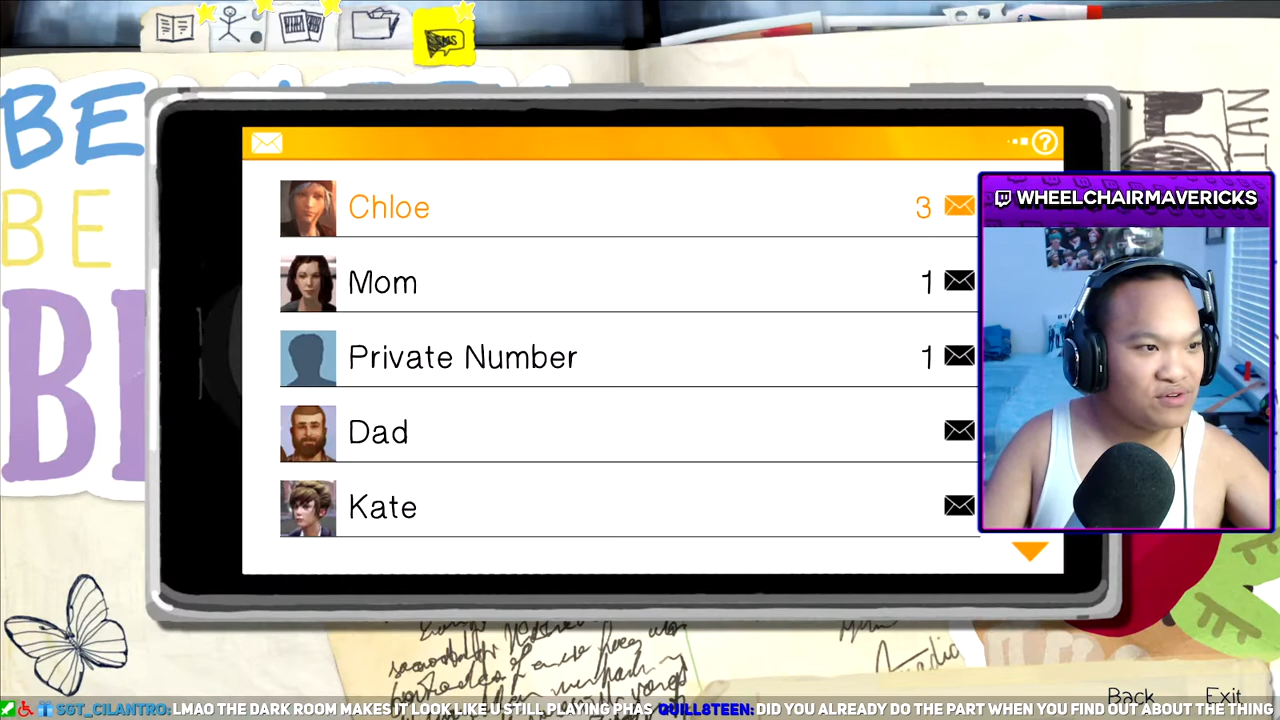 SMS
BE
BE
WHEELCHAIRMAVERICKS
Chloe 3
Mom 1
Private Number 1
Dad
Kate
Back Exit
SGT_CILANTRO: LMAO THE DARK ROOM MAKES IT LOOK LIKE U STILL PLAYING PHAS QUILL8TEEN: DID YOU ALREADY DO THE PART WHEN YOU FIND OUT ABOUT THE THING